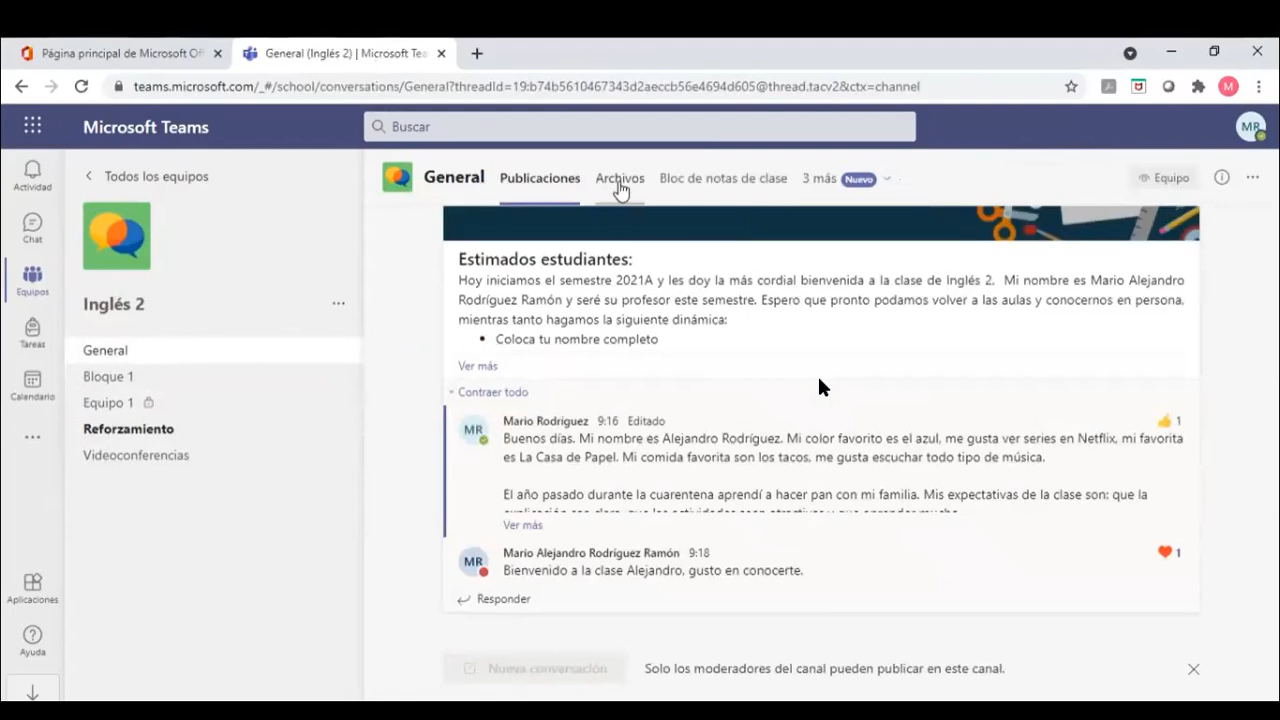 Página principal de Microsoft Of
General (Inglés 2) | Microsoft Tea
teams.microsoft.com/_#/school/conversations/General?threadId=19:b74b5610467343d2aeccb56e4694d605@thread.tacv2&ctx=channel
M
Microsoft Teams
Buscar
MR
Actividad
Chat
Equipos
Tareas
Calendario
Aplicaciones
Ayuda
Todos los equipos
Inglés 2
General
Bloque 1
Equipo 1
Reforzamiento
Videoconferencias
General Publicaciones Archivos Bloc de notas de clase 3 más Nuevo Equipo
Estimados estudiantes:
Hoy iniciamos el semestre 2021A y les doy la más cordial bienvenida a la clase de Inglés 2. Mi nombre es Mario Alejandro
Rodríguez Ramón y seré su profesor este semestre. Espero que pronto podamos volver a las aulas y conocernos en persona,
mientras tanto hagamos la siguiente dinámica:
• Coloca tu nombre completo
Ver más
Contraer todo
MR Mario Rodríguez 9:16 Editado 1
Buenos días. Mi nombre es Alejandro Rodríguez. Mi color favorito es el azul, me gusta ver series en Netflix, mi favorita
es La Casa de Papel. Mi comida favorita son los tacos, me gusta escuchar todo tipo de música.
El año pasado durante la cuarentena aprendí a hacer pan con mi familia. Mis expectativas de la clase son: que la
Ver más
MR Mario Alejandro Rodríguez Ramón 9:18 1
Bienvenido a la clase Alejandro, gusto en conocerte.
Responder
Nueva conversación
Solo los moderadores del canal pueden publicar en este canal.